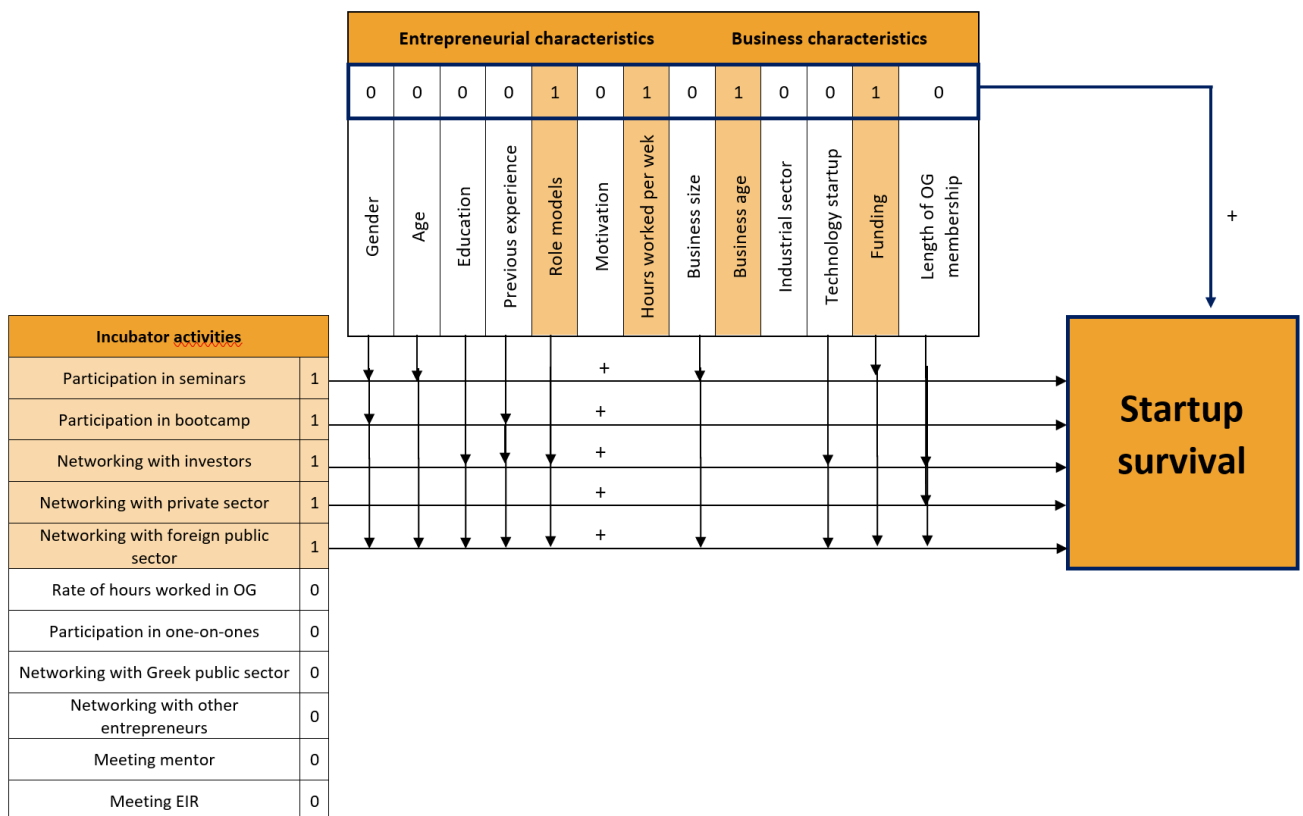 Entrepreneurial characteristics Business characteristics
0 0 0 0 1 0 1 0 1 0 0 1 0
Gender
Age
Education
Previous experience
Role models
Motivation
Hours worked per wek
Business size
Business age
Industrial sector
Technology startup
Funding
Length of OG
membership
+
Incubator activities
Participation in seminars 1 +
Participation in bootcamp 1 +
Networking with investors 1 +
Networking with private sector 1 +
Networking with foreign public
sector 1 +
Startup
survival
Rate of hours worked in OG 0
Participation in one-on-ones 0
Networking with Greek public sector 0
Networking with other
entrepreneurs 0
Meeting mentor 0
Meeting EIR 0